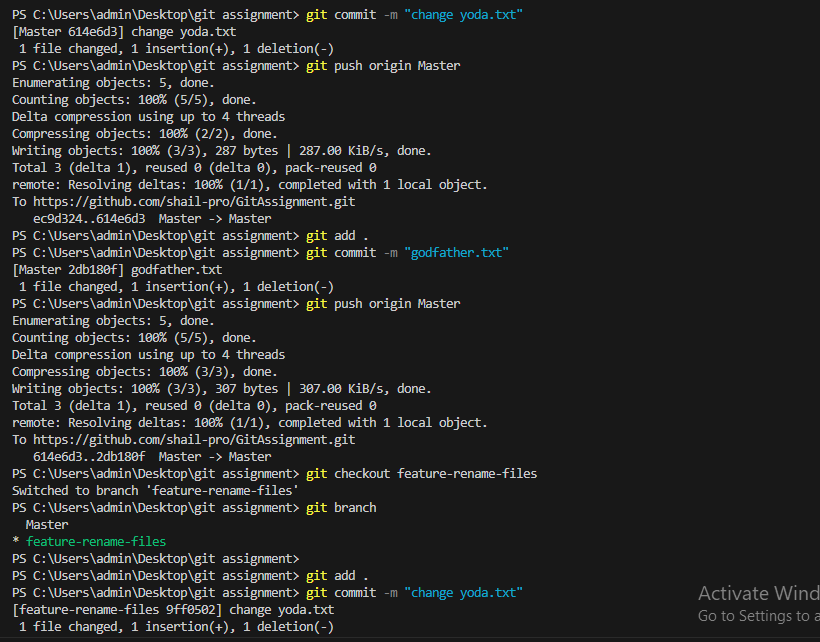 PS C:\Users\admin\Desktop\git assignment> git commit -m "change yoda.txt"
[Master 614e6d3] change yoda.txt
 1 file changed, 1 insertion(+), 1 deletion(-)
PS C:\Users\admin\Desktop\git assignment> git push origin Master
Enumerating objects: 5, done.
Counting objects: 100% (5/5), done.
Delta compression using up to 4 threads
Compressing objects: 100% (2/2), done.
Writing objects: 100% (3/3), 287 bytes | 287.00 KiB/s, done.
Total 3 (delta 1), reused 0 (delta 0), pack-reused 0
remote: Resolving deltas: 100% (1/1), completed with 1 local object.
To https://github.com/shail-pro/GitAssignment.git
   ec9d324..614e6d3  Master -> Master
PS C:\Users\admin\Desktop\git assignment> git add .
PS C:\Users\admin\Desktop\git assignment> git commit -m "godfather.txt"
[Master 2db180f] godfather.txt
 1 file changed, 1 insertion(+), 1 deletion(-)
PS C:\Users\admin\Desktop\git assignment> git push origin Master
Enumerating objects: 5, done.
Counting objects: 100% (5/5), done.
Delta compression using up to 4 threads
Compressing objects: 100% (3/3), done.
Writing objects: 100% (3/3), 307 bytes | 307.00 KiB/s, done.
Total 3 (delta 1), reused 0 (delta 0), pack-reused 0
remote: Resolving deltas: 100% (1/1), completed with 1 local object.
To https://github.com/shail-pro/GitAssignment.git
   614e6d3..2db180f  Master -> Master
PS C:\Users\admin\Desktop\git assignment> git checkout feature-rename-files
Switched to branch 'feature-rename-files'
PS C:\Users\admin\Desktop\git assignment> git branch
  Master
* feature-rename-files
PS C:\Users\admin\Desktop\git assignment>
PS C:\Users\admin\Desktop\git assignment> git add .
PS C:\Users\admin\Desktop\git assignment> git commit -m "change yoda.txt"
[feature-rename-files 9ff0502] change yoda.txt
 1 file changed, 1 insertion(+), 1 deletion(-)
Activate Wind
Go to Settings to a